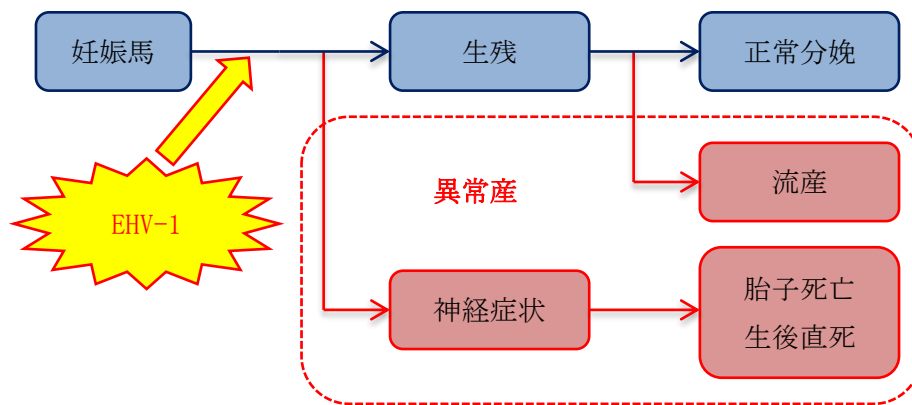 妊娠馬
生残
正常分娩
EHV-1
異常産
流産
神経症状
胎子死亡
生後直死